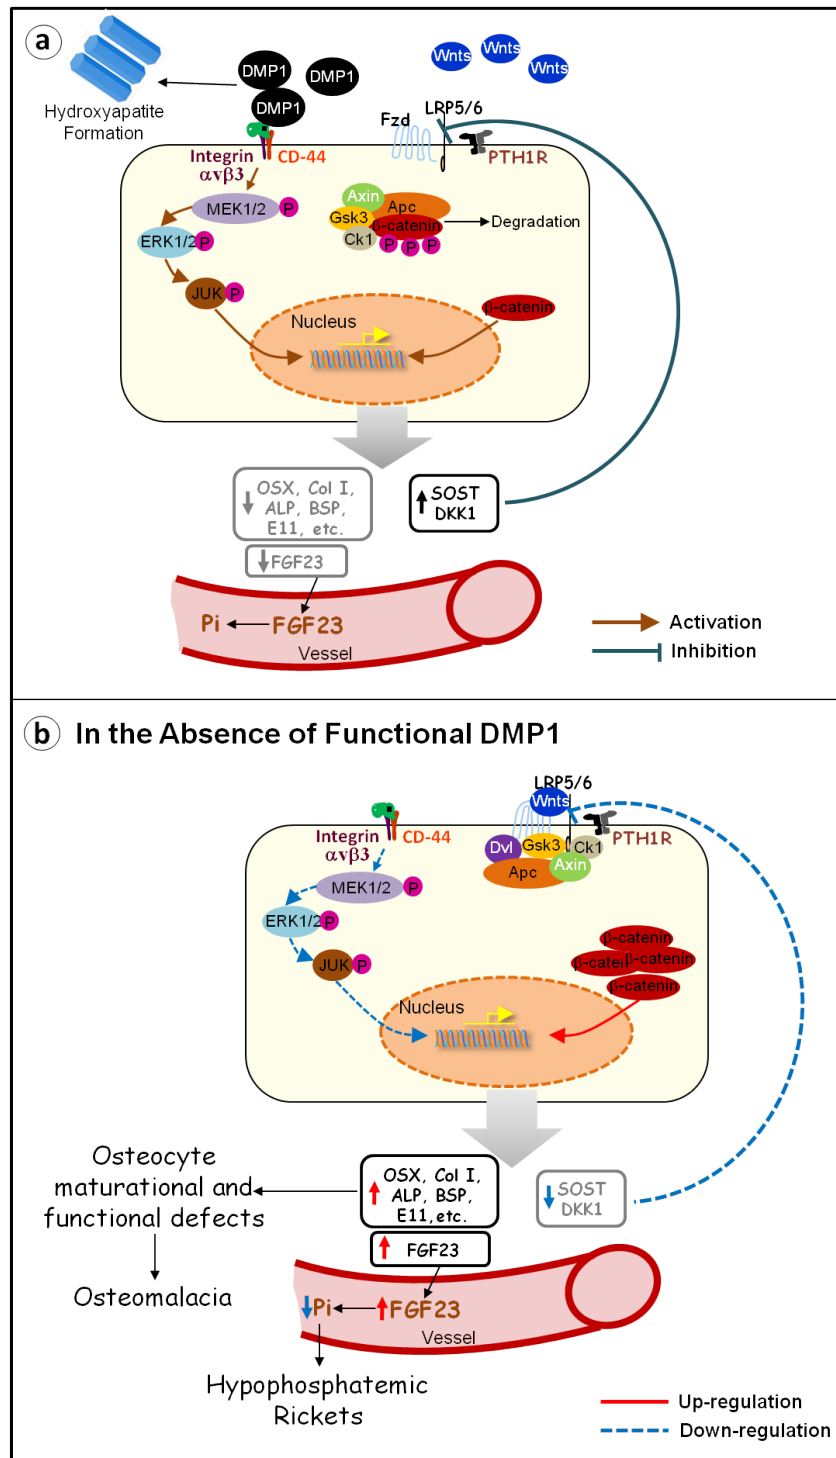 a
DMP1
DMP1
DMP1
Wnts
Wnts
Wnts
Hydroxyapatite
Formation
Fzd
LRP5/6
Integrin
αvβ3
CD-44
PTH1R
MEK1/2
P
ERK1/2
P
JUK
P
Axin
Apc
Gsk3
β-catenin
Ck1
P
P
P
Degradation
Nucleus
β-catenin
OSX, Col I,
ALP, BSP,
E11, etc.
SOST
DKK1
FGF23
Pi
FGF23
Vessel
Activation
Inhibition
b In the Absence of Functional DMP1
LRP5/6
Wnts
Integrin
αvβ3
CD-44
PTH1R
Dvl
Gsk3
Ck1
Apc
Axin
MEK1/2
P
ERK1/2
P
JUK
P
β-catenin
β-cate
β-catenin
β-catenin
Nucleus
Osteocyte
maturational and
functional defects
Osteomalacia
OSX, Col I,
ALP, BSP,
E11,etc.
SOST
DKK1
FGF23
Pi
FGF23
Vessel
Hypophosphatemic
Rickets
Up-regulation
Down-regulation